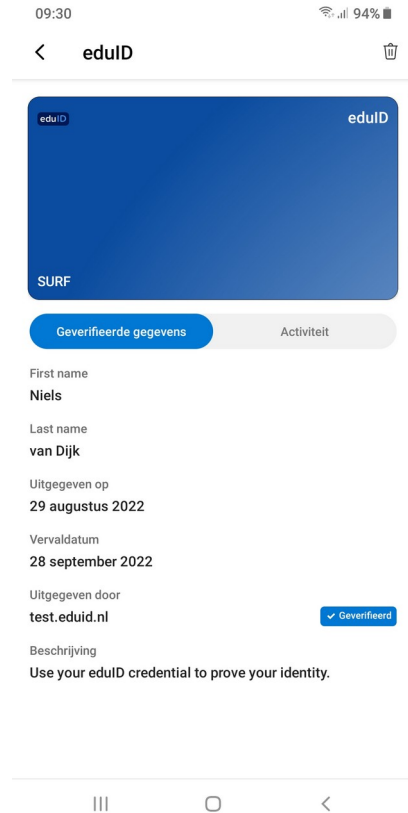 09:30
94%
eduID
eduID
eduID
SURF
Geverifieerde gegevens
Activiteit
First name
Niels
Last name
van Dijk
Uitgegeven op
29 augustus 2022
Vervaldatum
28 september 2022
Uitgegeven door
test.eduid.nl
Geverifieerd
Beschrijving
Use your eduID credential to prove your identity.